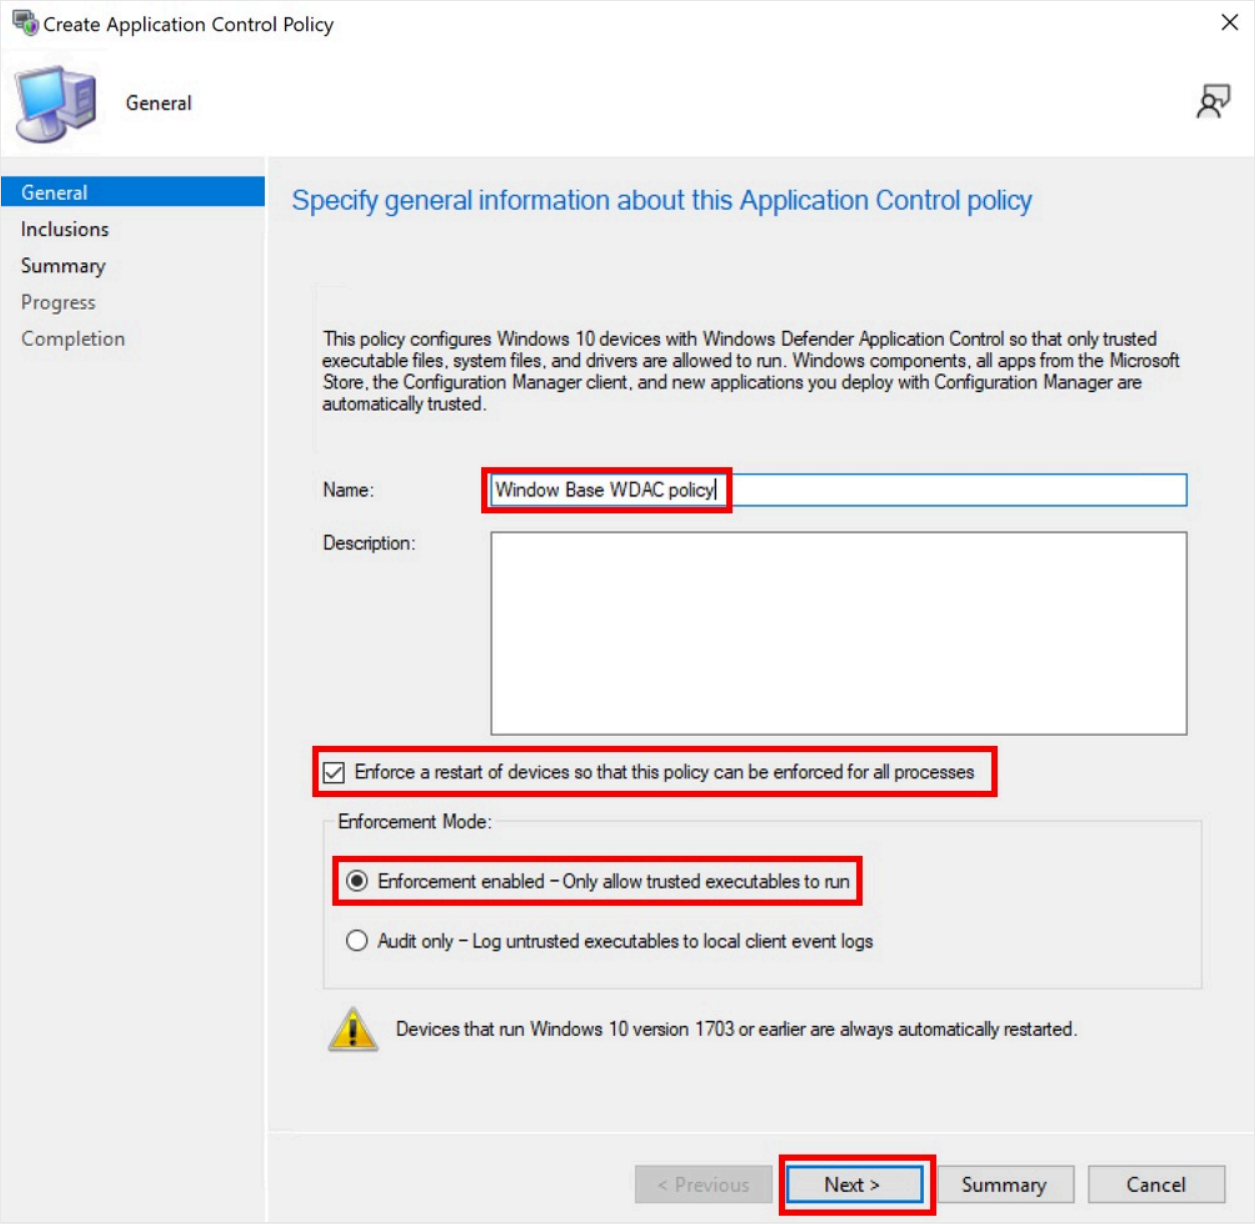 Create Application Control Policy
General
General
Inclusions
Summary
Progress
Completion
Specify general information about this Application Control policy
This policy configures Windows 10 devices with Windows Defender Application Control so that only trusted
executable files, system files, and drivers are allowed to run. Windows components, all apps from the Microsoft
Store, the Configuration Manager client, and new applications you deploy with Configuration Manager are
automatically trusted.
Name: Window Base WDAC policy
Description:
Enforce a restart of devices so that this policy can be enforced for all processes
Enforcement Mode:
Enforcement enabled – Only allow trusted executables to run
Audit only – Log untrusted executables to local client event logs
Devices that run Windows 10 version 1703 or earlier are always automatically restarted.
< Previous Next > Summary Cancel